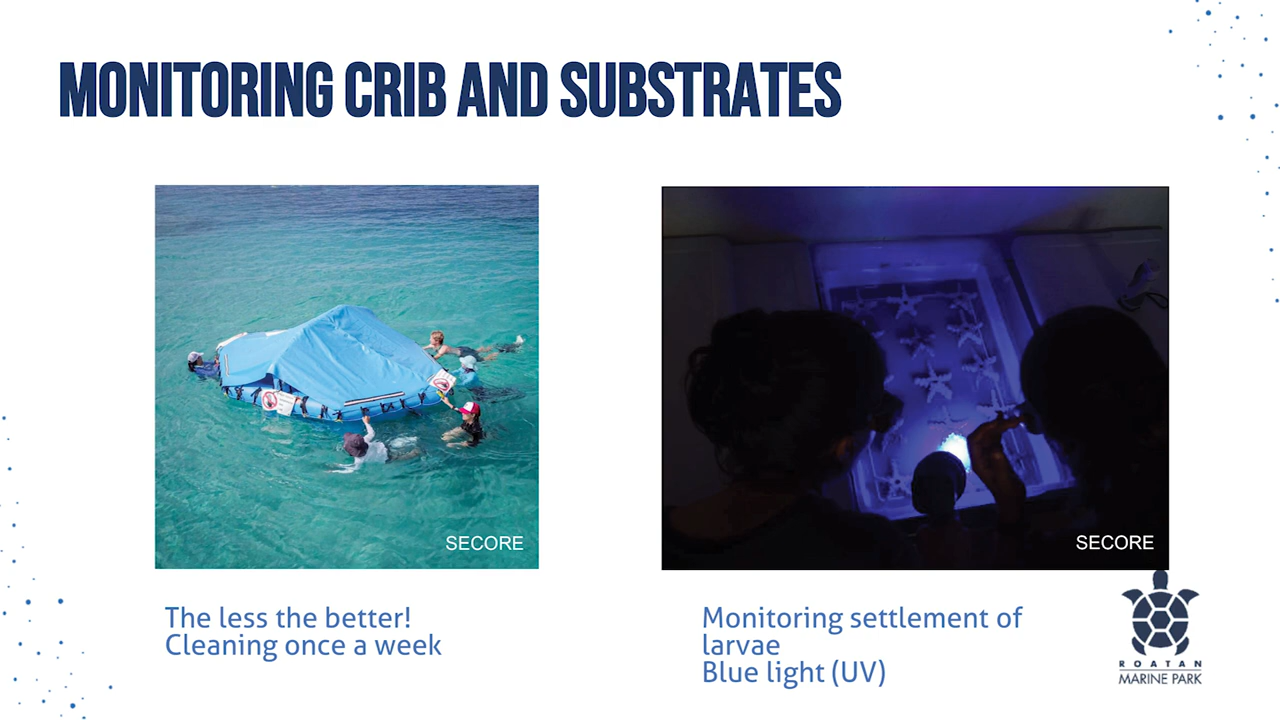 MONITORING CRIB AND SUBSTRATES
SECORE
SECORE
The less the better!
Cleaning once a week
Monitoring settlement of
larvae
Blue light (UV)
ROATAN
MARINE PARK